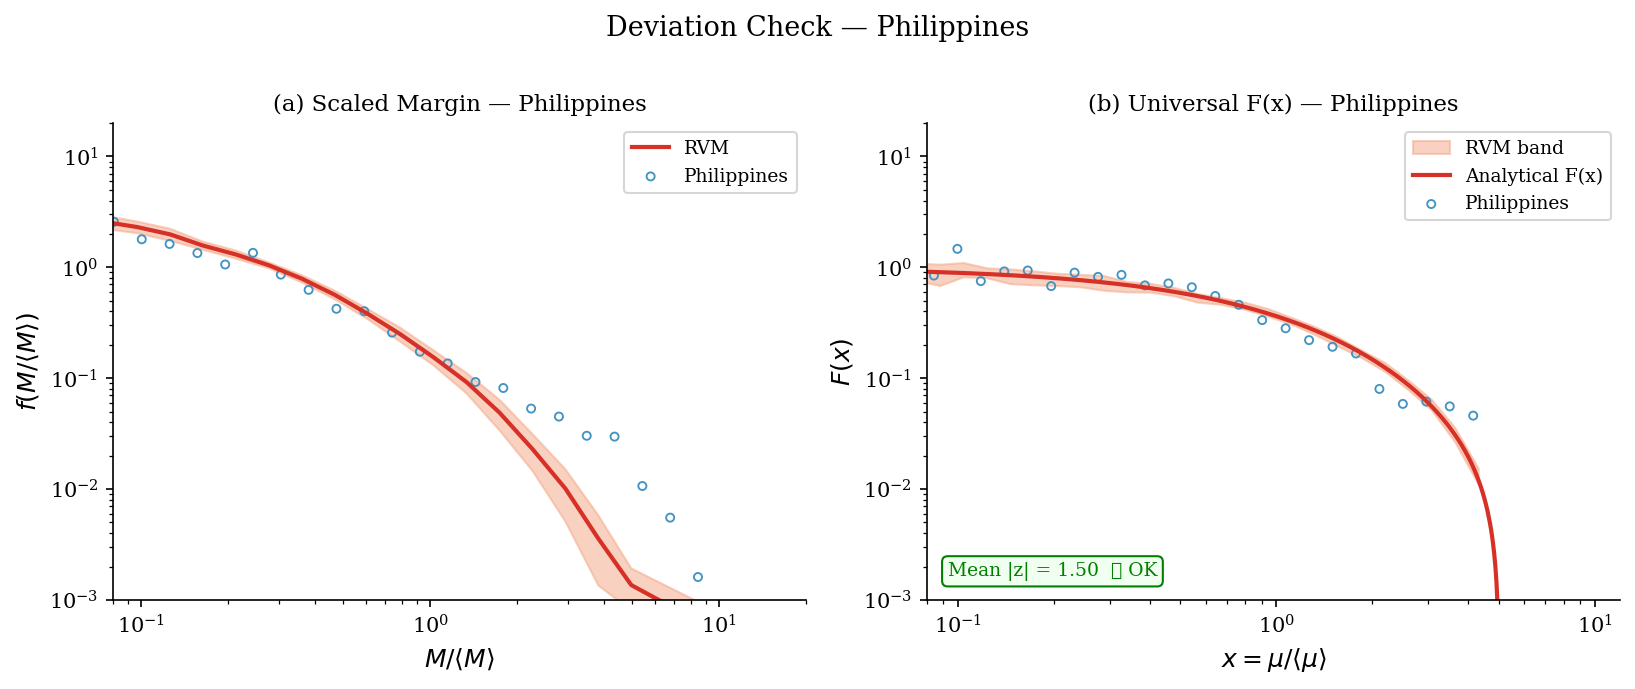 Deviation Check — Philippines
(a) Scaled Margin — Philippines
RVM
Philippines
10¹
10⁰
10⁻¹
10⁻²
10⁻³
f(M/⟨M⟩)
10⁻¹
10⁰
10¹
M/⟨M⟩
(b) Universal F(x) — Philippines
RVM band
Analytical F(x)
Philippines
10¹
10⁰
10⁻¹
10⁻²
10⁻³
F(x)
Mean |z| = 1.50 OK
10⁻¹
10⁰
10¹
x = μ/⟨μ⟩